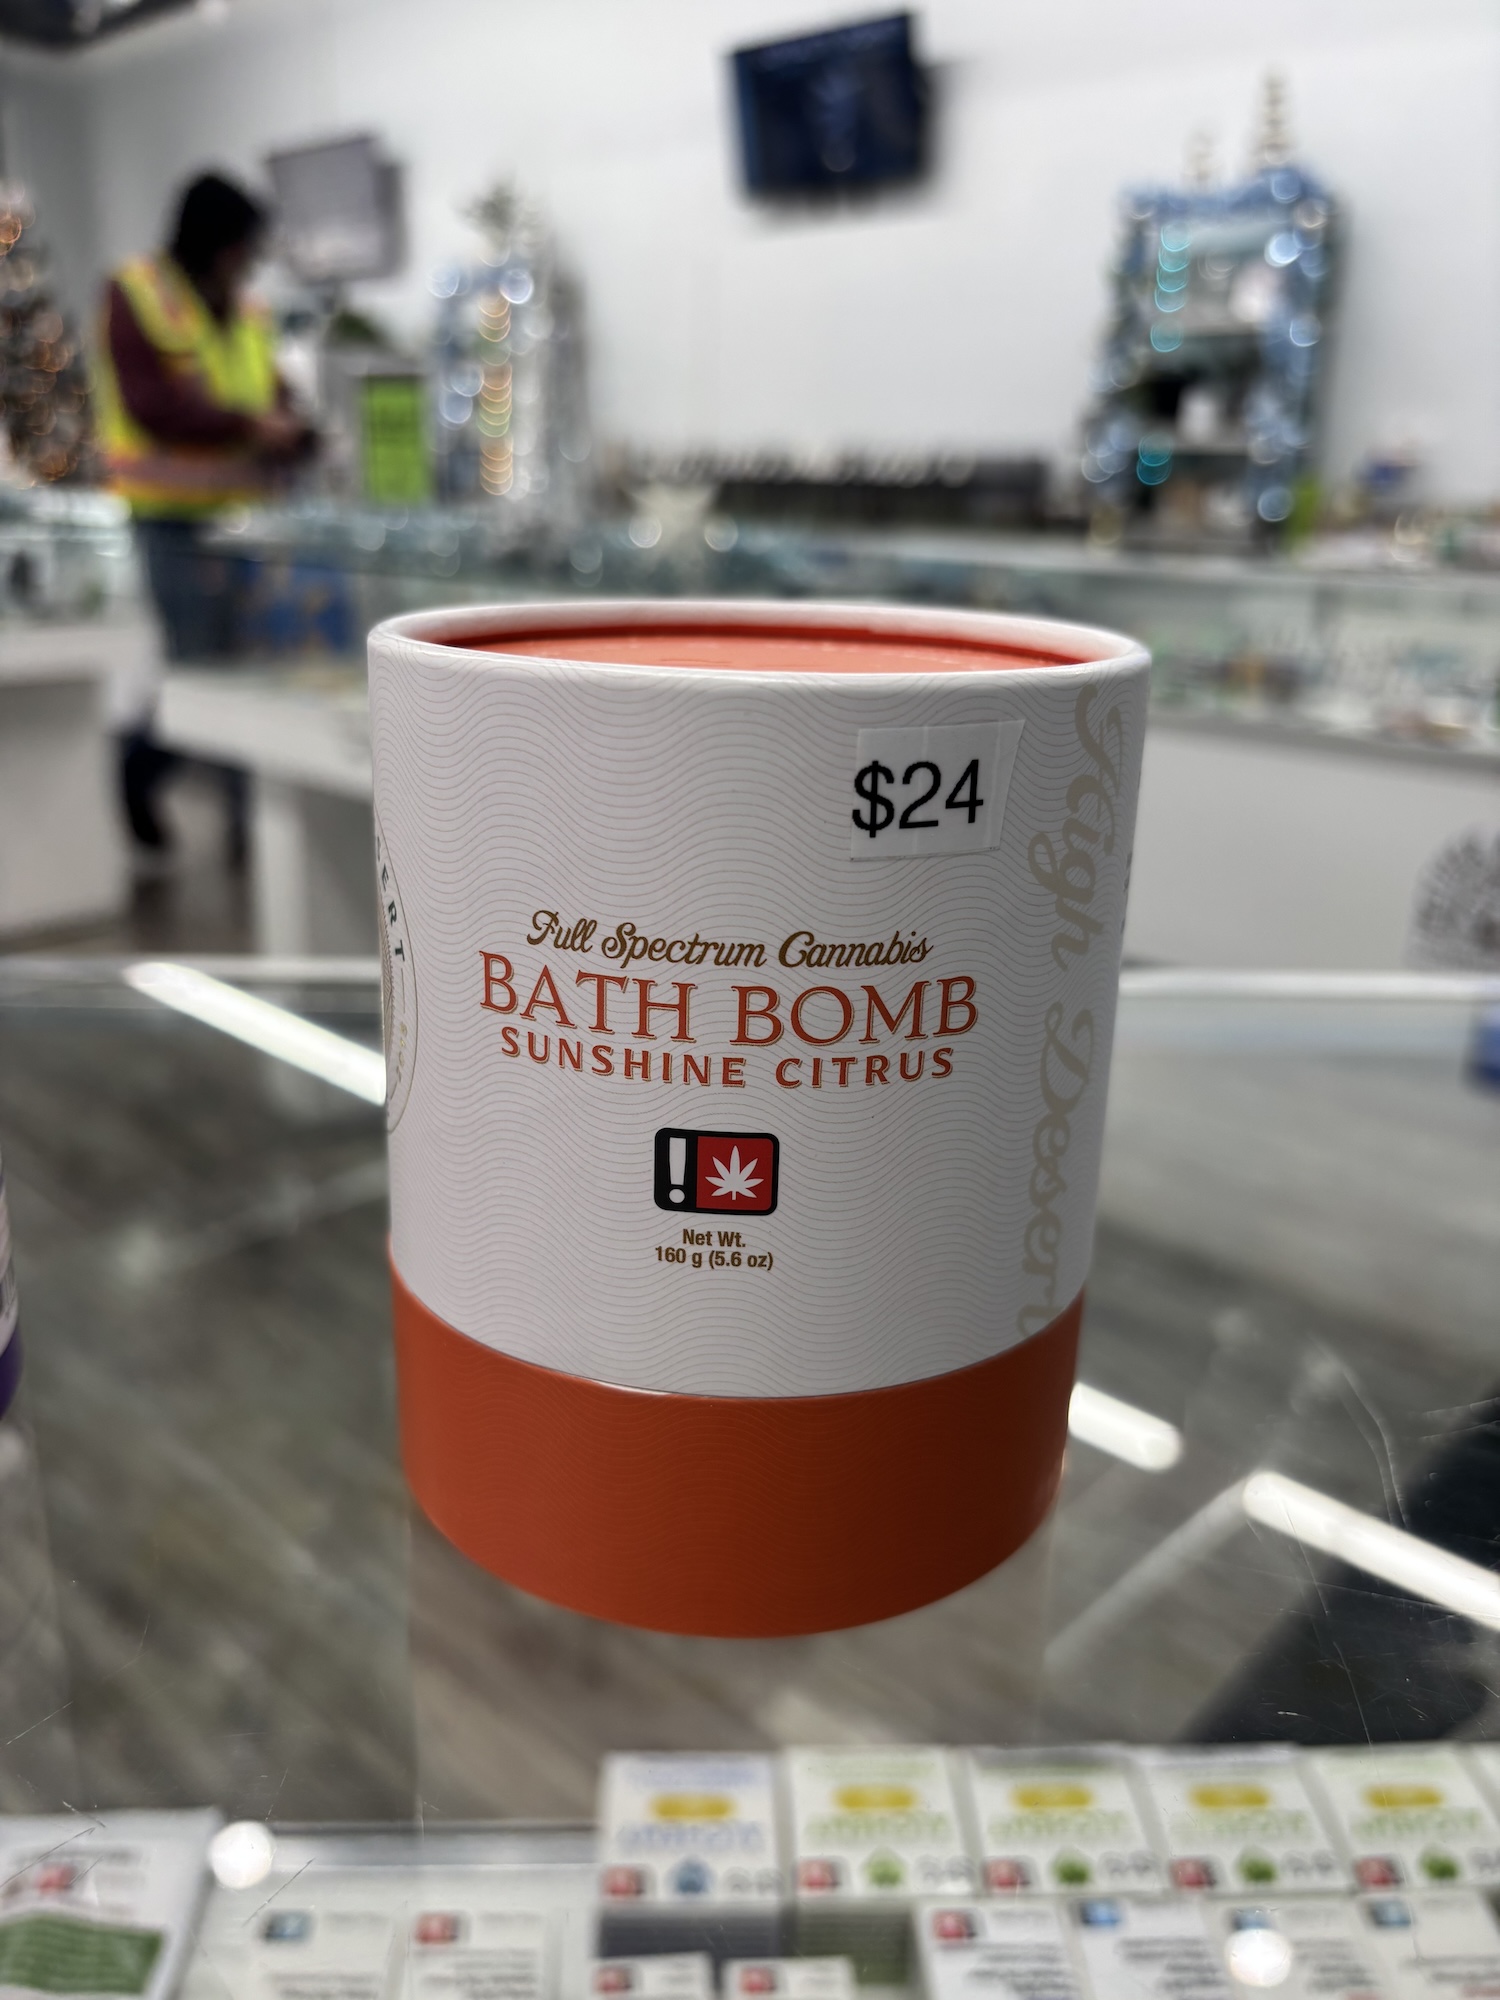 $24
Full Spectrum Cannabis
BATH BOMB
SUNSHINE CITRUS
!
Net Wt.
160 g (5.6 oz)
High Desert